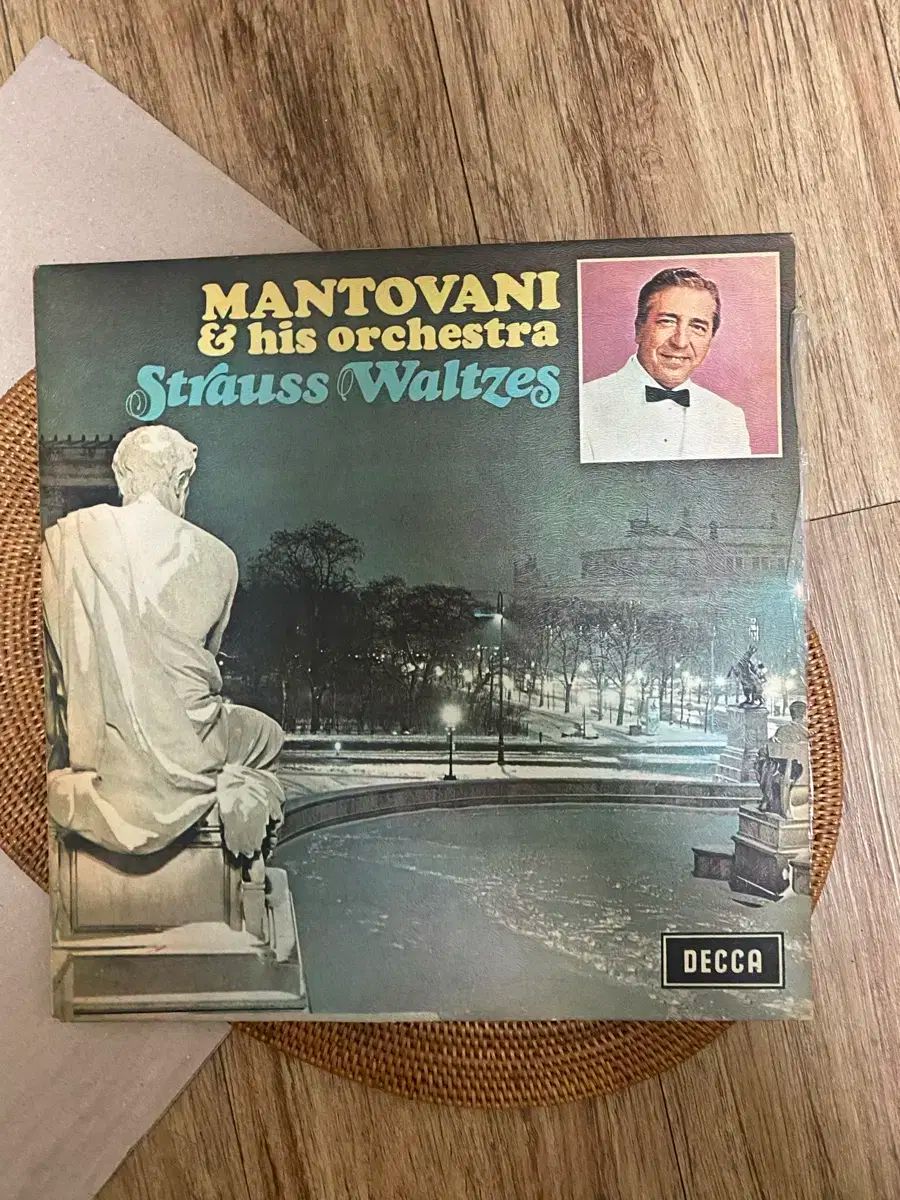 MANTOVANI
& his orchestra
Strauss Waltzes
DECCA